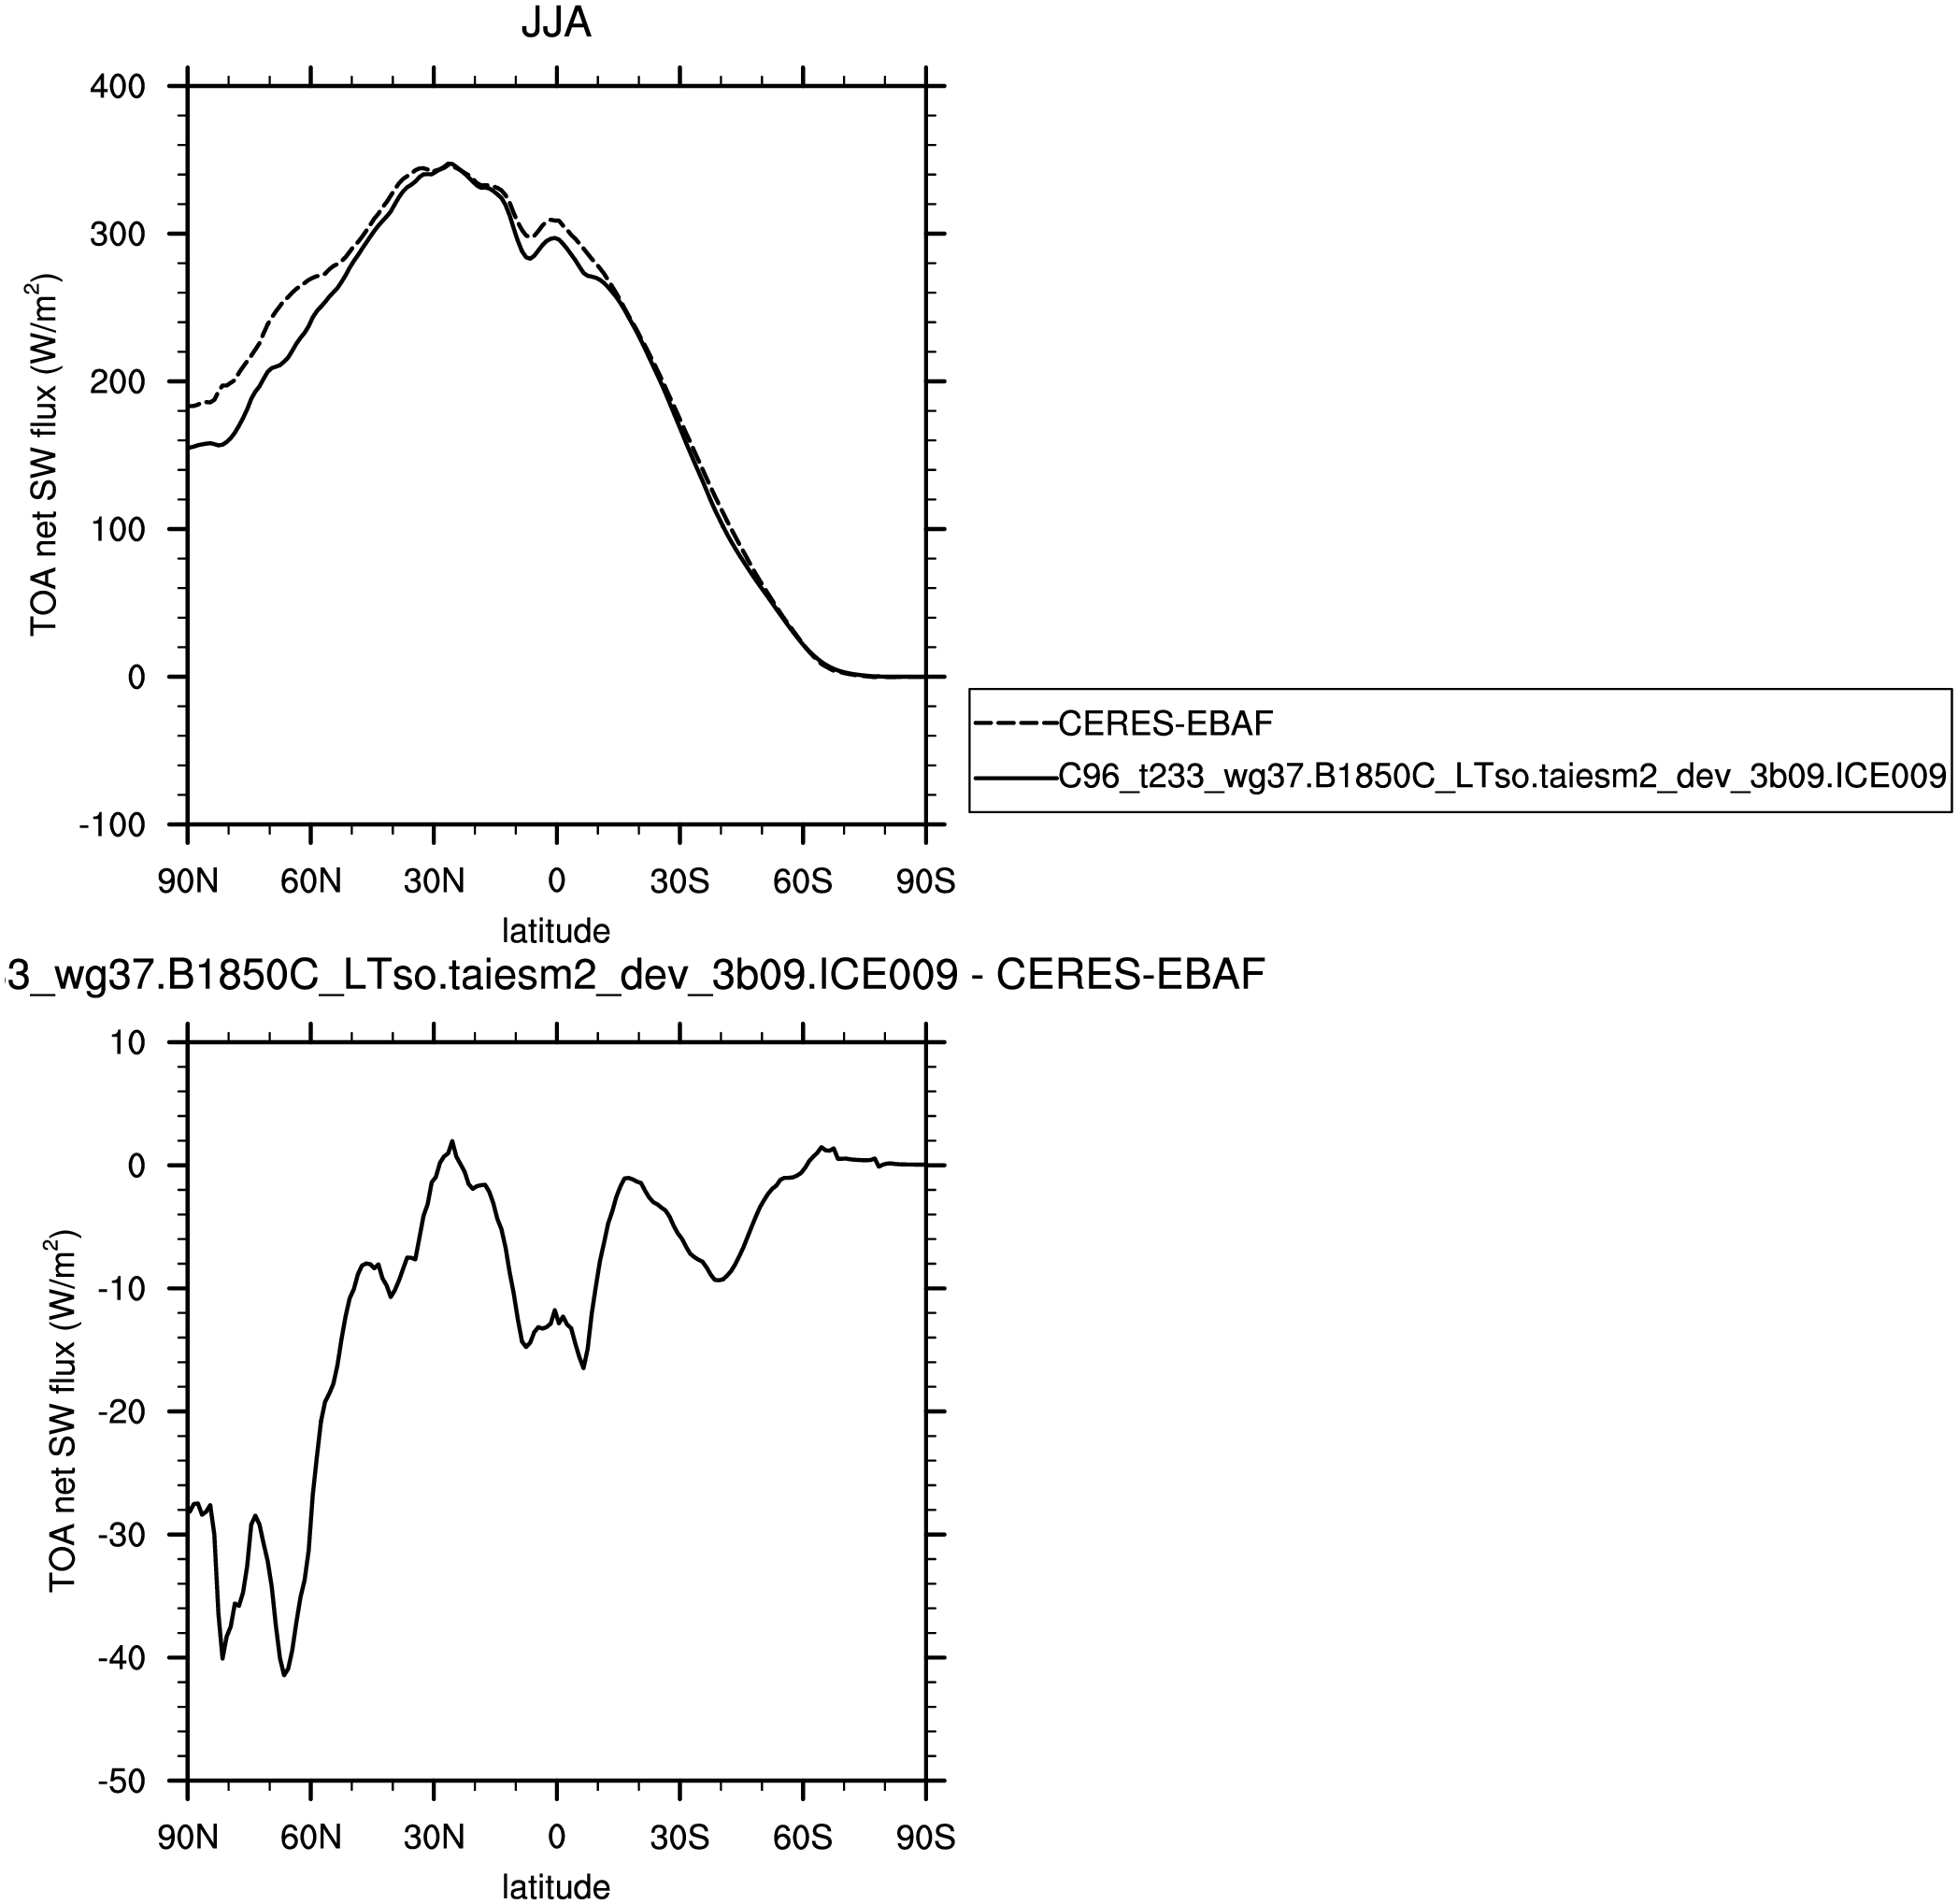 JJA
400
300
200
100
0
-100
TOA net SW flux (W/m²)
90N 60N 30N 0 30S 60S 90S
latitude
CERES-EBAF
C96_t233_wg37.B1850C_LTso.taiesm2_dev_3b09.ICE009
3_wg37.B1850C_LTso.taiesm2_dev_3b09.ICE009 - CERES-EBAF
10
0
-10
-20
-30
-40
-50
TOA net SW flux (W/m²)
90N 60N 30N 0 30S 60S 90S
latitude